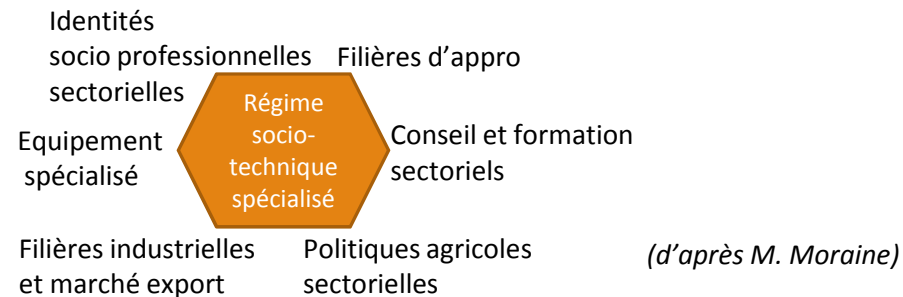 Identités
socio professionnelles
sectorielles
Filières d’appro
Régime
socio-
technique
spécialisé
Equipement
spécialisé
Conseil et formation
sectoriels
Filières industrielles
et marché export
Politiques agricoles
sectorielles
(d’après M. Moraine)